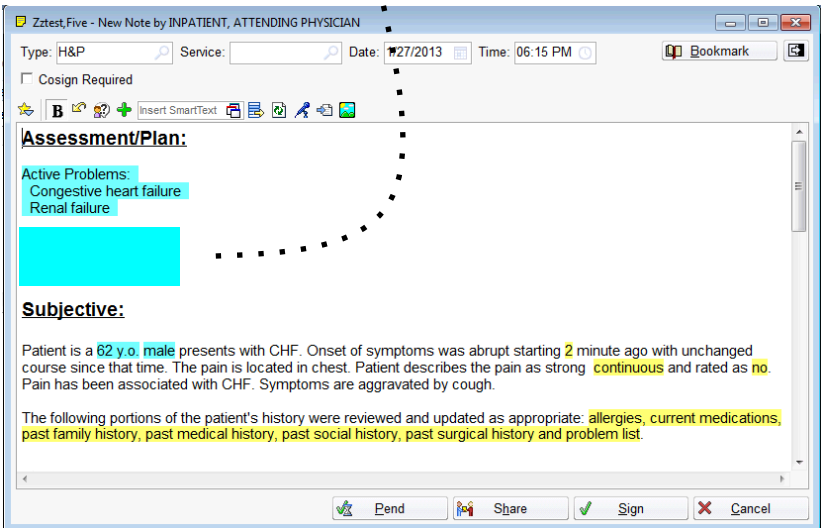 Zztest,Five - New Note by INPATIENT, ATTENDING PHYSICIAN
Type: H&P Service: Date: /27/2013 Time: 06:15 PM Bookmark
Cosign Required
B Insert SmartText
Assessment/Plan:
Active Problems:
Congestive heart failure
Renal failure
Subjective:
Patient is a 62 y.o. male presents with CHF. Onset of symptoms was abrupt starting 2 minute ago with unchanged
course since that time. The pain is located in chest. Patient describes the pain as strong continuous and rated as no.
Pain has been associated with CHF. Symptoms are aggravated by cough.
The following portions of the patient's history were reviewed and updated as appropriate: allergies, current medications,
past family history, past medical history, past social history, past surgical history and problem list.
Pend Share Sign Cancel